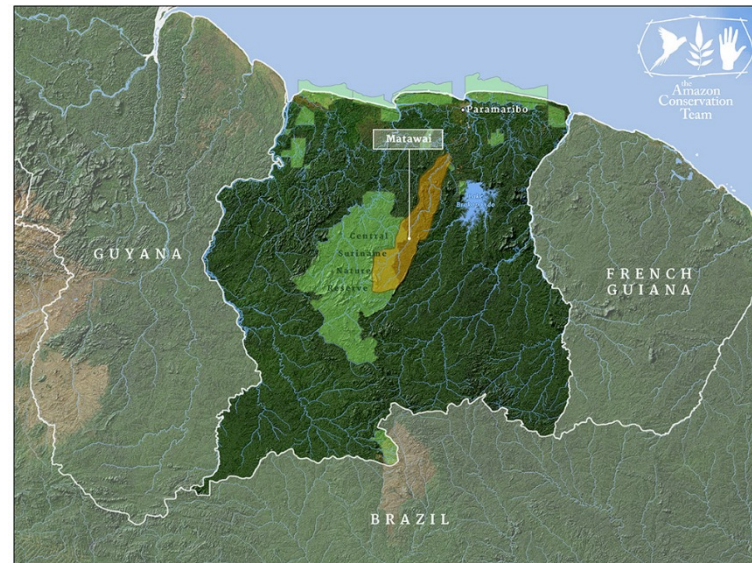 the
Amazon
Conservation
Team
Paramaribo
Matawai
Central
Suriname
Nature
Reserve
GUYANA
FRENCH
GUIANA
BRAZIL